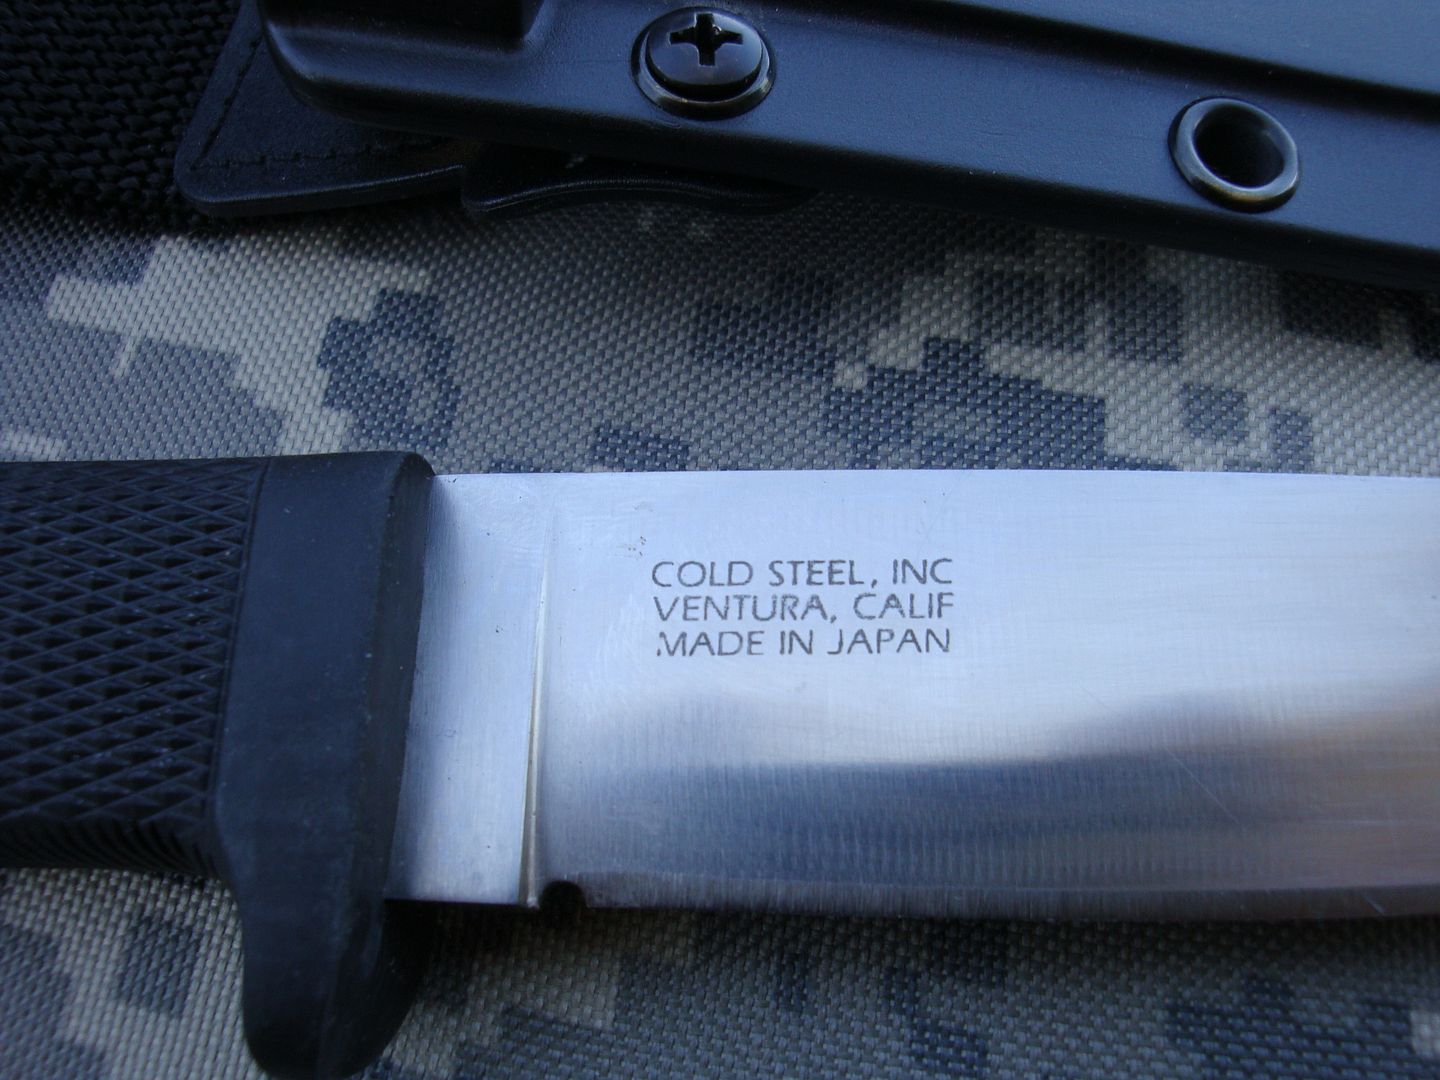 COLD STEEL, INC
VENTURA, CALIF
MADE IN JAPAN